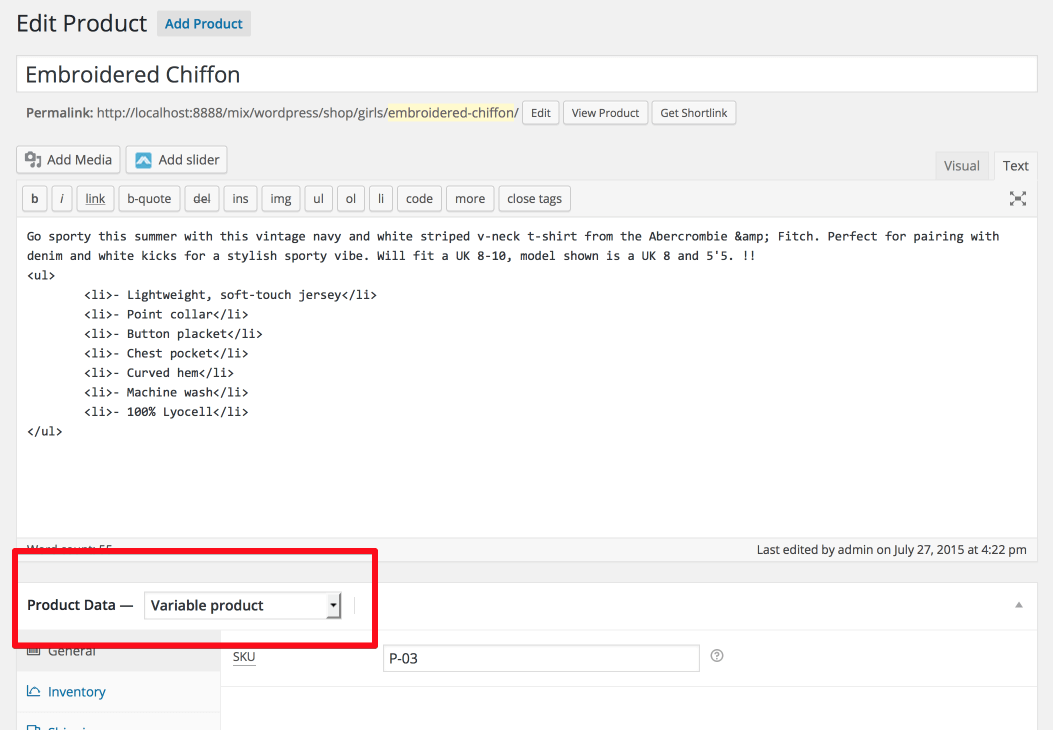 Edit Product Add Product
Embroidered Chiffon
Permalink: http://localhost:8888/mix/wordpress/shop/girls/embroidered-chiffon/ Edit View Product Get Shortlink
Add Media Add slider
Visual Text
b i link b-quote del ins img ul ol li code more close tags
Go sporty this summer with this vintage navy and white striped v-neck t-shirt from the Abercrombie &amp; Fitch. Perfect for pairing with
denim and white kicks for a stylish sporty vibe. Will fit a UK 8-10, model shown is a UK 8 and 5'5. !!
<ul>
<li>- Lightweight, soft-touch jersey</li>
<li>- Point collar</li>
<li>- Button placket</li>
<li>- Chest pocket</li>
<li>- Curved hem</li>
<li>- Machine wash</li>
<li>- 100% Lyocell</li>
</ul>
Word count: 55 Last edited by admin on July 27, 2015 at 4:22 pm
Product Data — Variable product
General
SKU P-03
Inventory